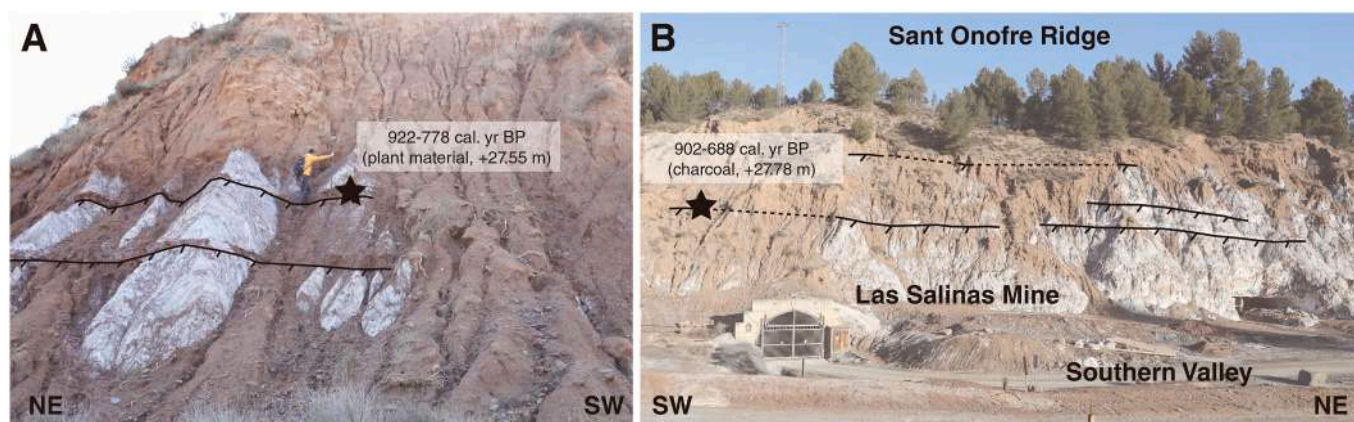 A
922-778 cal. yr BP
(plant material, +27.55 m)
NE
SW
B
Sant Onofre Ridge
902-688 cal. yr BP
(charcoal, +27.78 m)
Las Salinas Mine
Southern Valley
SW
NE